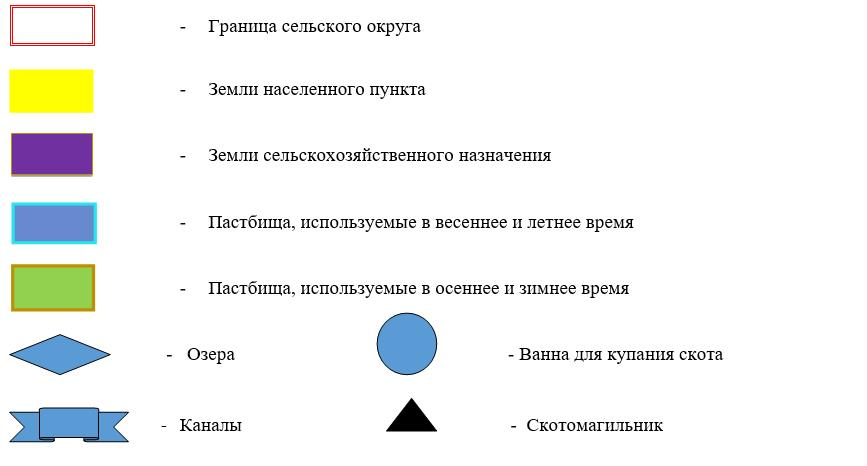 - Граница сельского округа
- Земли населенного пункта
- Земли сельскохозяйственного назначения
- Пастбища, используемые в весеннее и летнее время
- Пастбища, используемые в осеннее и зимнее время
- Озера
- Ванна для купания скота
- Каналы
- Скотомагильник